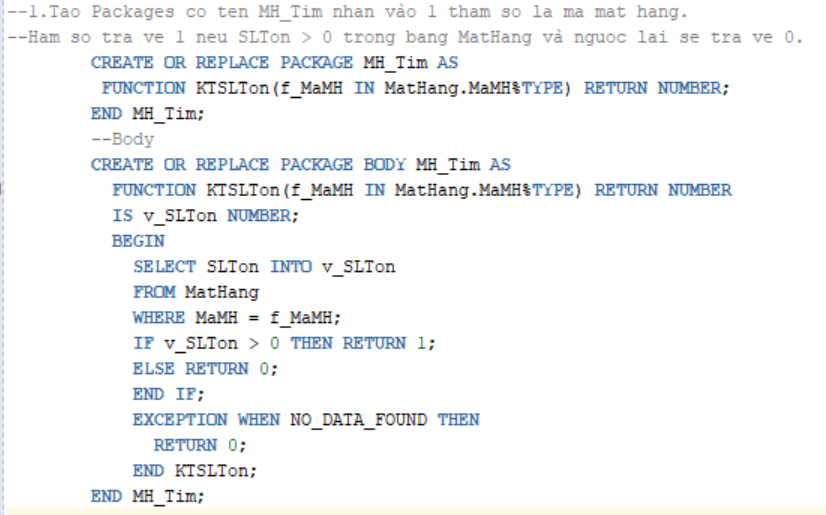 --1.Tao Packages co ten MH_Tim nhan vào 1 tham so la ma mat hang.
--Ham so tra ve 1 neu SLTon > 0 trong bang MatHang và nguoc lai se tra ve 0.
CREATE OR REPLACE PACKAGE MH_Tim AS
FUNCTION KTSLTon(f_MaMH IN MatHang.MaMH%TYPE) RETURN NUMBER;
END MH_Tim;
--Body
CREATE OR REPLACE PACKAGE BODY MH_Tim AS
FUNCTION KTSLTon(f_MaMH IN MatHang.MaMH%TYPE) RETURN NUMBER
IS v_SLTon NUMBER;
BEGIN
SELECT SLTon INTO v_SLTon
FROM MatHang
WHERE MaMH = f_MaMH;
IF v_SLTon > 0 THEN RETURN 1;
ELSE RETURN 0;
END IF;
EXCEPTION WHEN NO_DATA_FOUND THEN
RETURN 0;
END KTSLTon;
END MH_Tim;